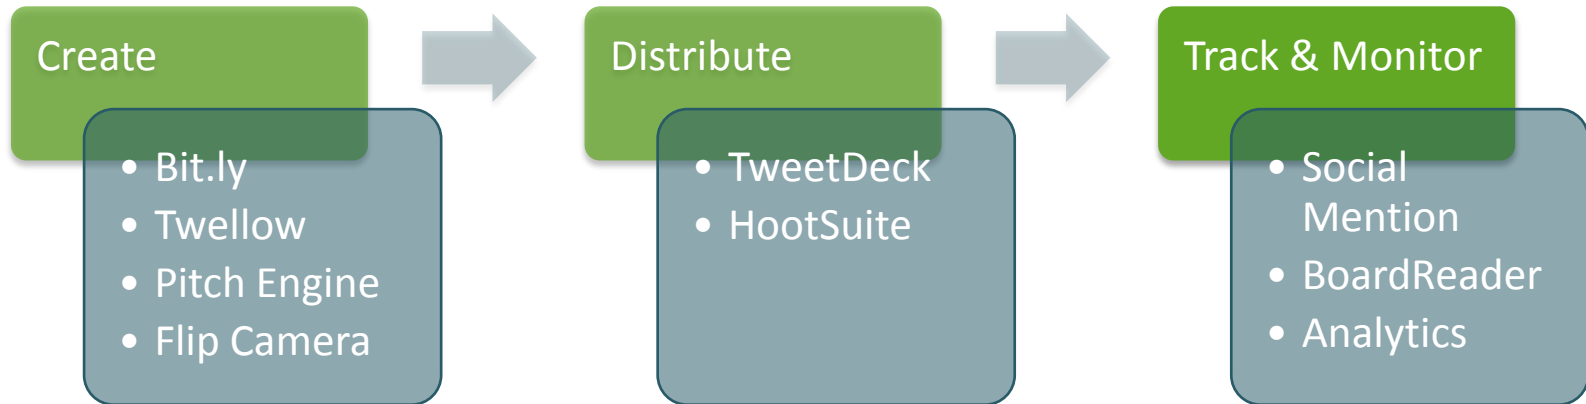 Create
• Bit.ly
• Twellow
• Pitch Engine
• Flip Camera
Distribute
• TweetDeck
• HootSuite
Track & Monitor
• Social
Mention
• BoardReader
• Analytics